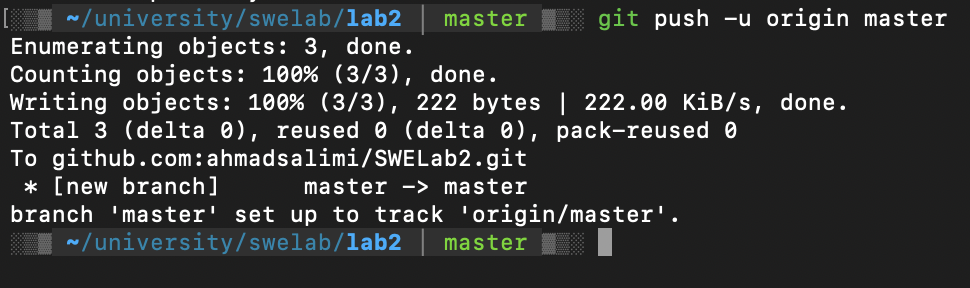 ~/university/swelab/lab2 | master git push -u origin master
Enumerating objects: 3, done.
Counting objects: 100% (3/3), done.
Writing objects: 100% (3/3), 222 bytes | 222.00 KiB/s, done.
Total 3 (delta 0), reused 0 (delta 0), pack-reused 0
To github.com:ahmadsalimi/SWELab2.git
 * [new branch]      master -> master
branch 'master' set up to track 'origin/master'.
~/university/swelab/lab2 | master